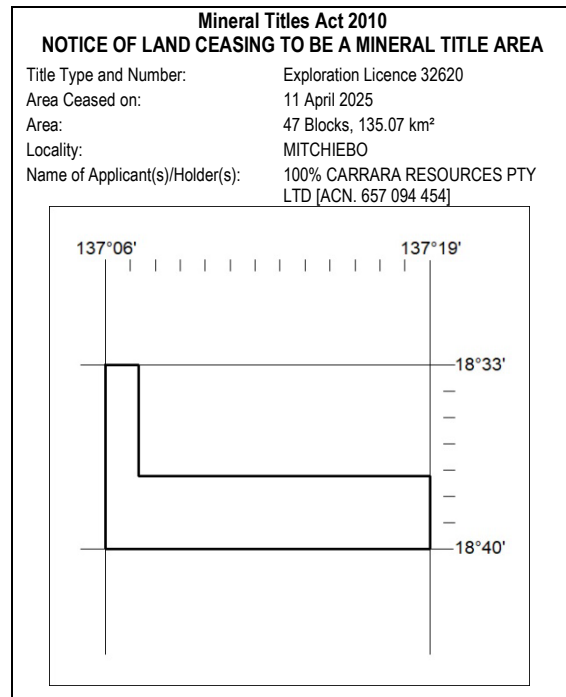 Mineral Titles Act 2010
NOTICE OF LAND CEASING TO BE A MINERAL TITLE AREA
Title Type and Number: Exploration Licence 32620
Area Ceased on: 11 April 2025
Area: 47 Blocks, 135.07 km²
Locality: MITCHIEBO
Name of Applicant(s)/Holder(s): 100% CARRARA RESOURCES PTY
LTD [ACN. 657 094 454]
137°06' 137°19'
18°33'
18°40'